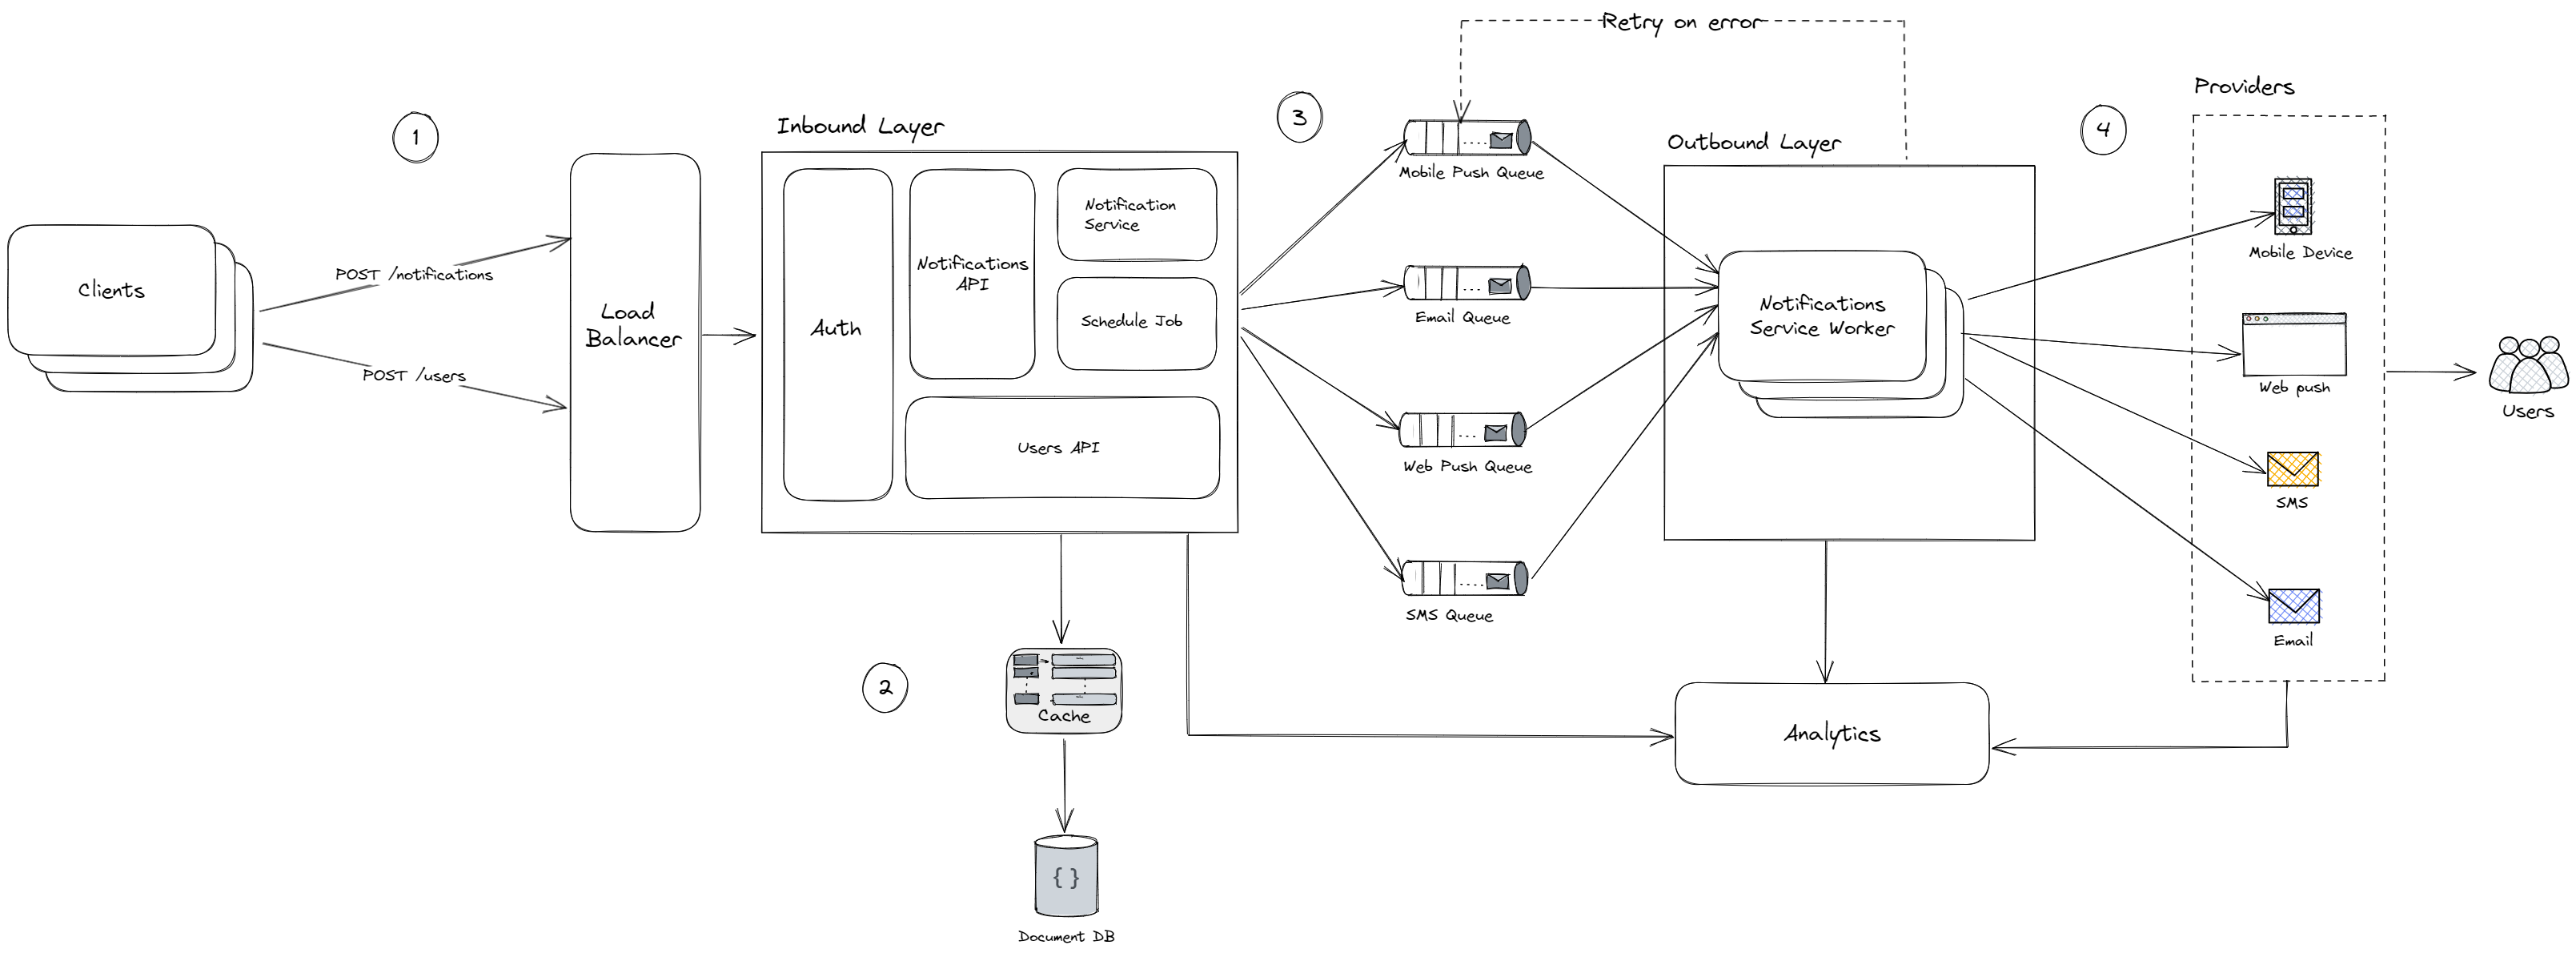 Retry on error
Providers
1
3
4
Inbound Layer
Outbound Layer
Mobile Push Queue
Notification
Service
Notifications
API
Mobile Device
POST /notifications
Clients
Load
Balancer
Auth
Schedule Job
Email Queue
Notifications
Service Worker
POST /users
Web push
Users
Users API
Web Push Queue
SMS
SMS Queue
Email
2
Cache
Analytics
{ }
Document DB